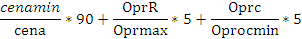 cenamin/cena * 90 + OprR/Oprmax * 5 + Oprc/Oprocmin * 5